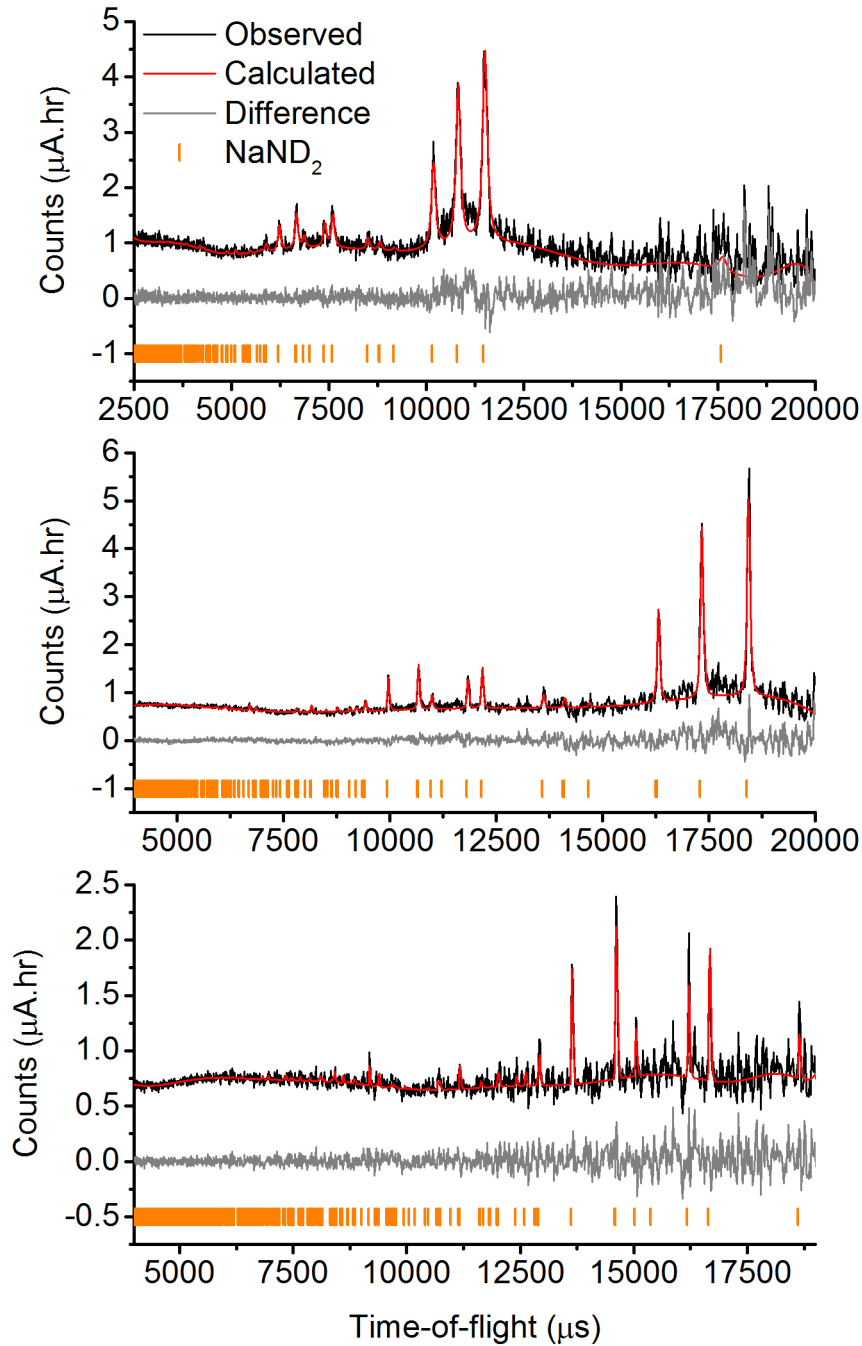 5
Observed
4
Calculated
Difference
3
NaND₂
2
1
0
-1
Counts (μA.hr)
2500 5000 7500 10000 12500 15000 17500 20000
6
5
4
3
2
1
0
-1
Counts (μA.hr)
5000 7500 10000 12500 15000 17500 20000
2.5
2.0
1.5
1.0
0.5
0.0
-0.5
Counts (μA.hr)
5000 7500 10000 12500 15000 17500
Time-of-flight (μs)